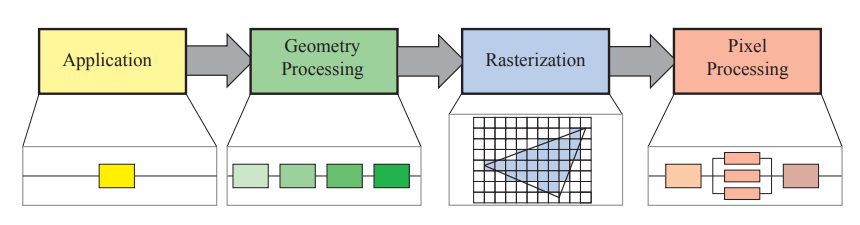 Application
Geometry
Processing
Rasterization
Pixel
Processing